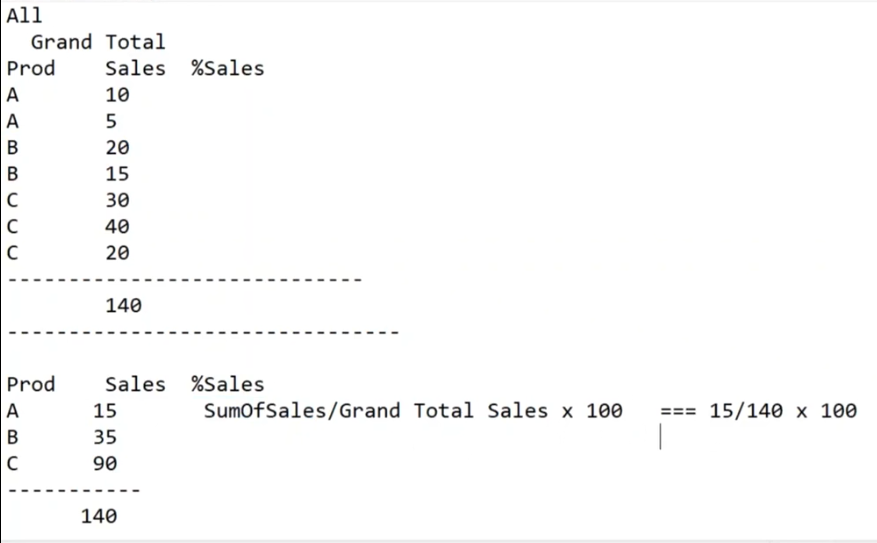 All
Grand Total
Prod Sales %Sales
A 10
A 5
B 20
B 15
C 30
C 40
C 20
-----------------------------
140
--------------------------------
Prod Sales %Sales
A 15 SumOfSales/Grand Total Sales x 100 === 15/140 x 100
B 35
C 90
-----------
140